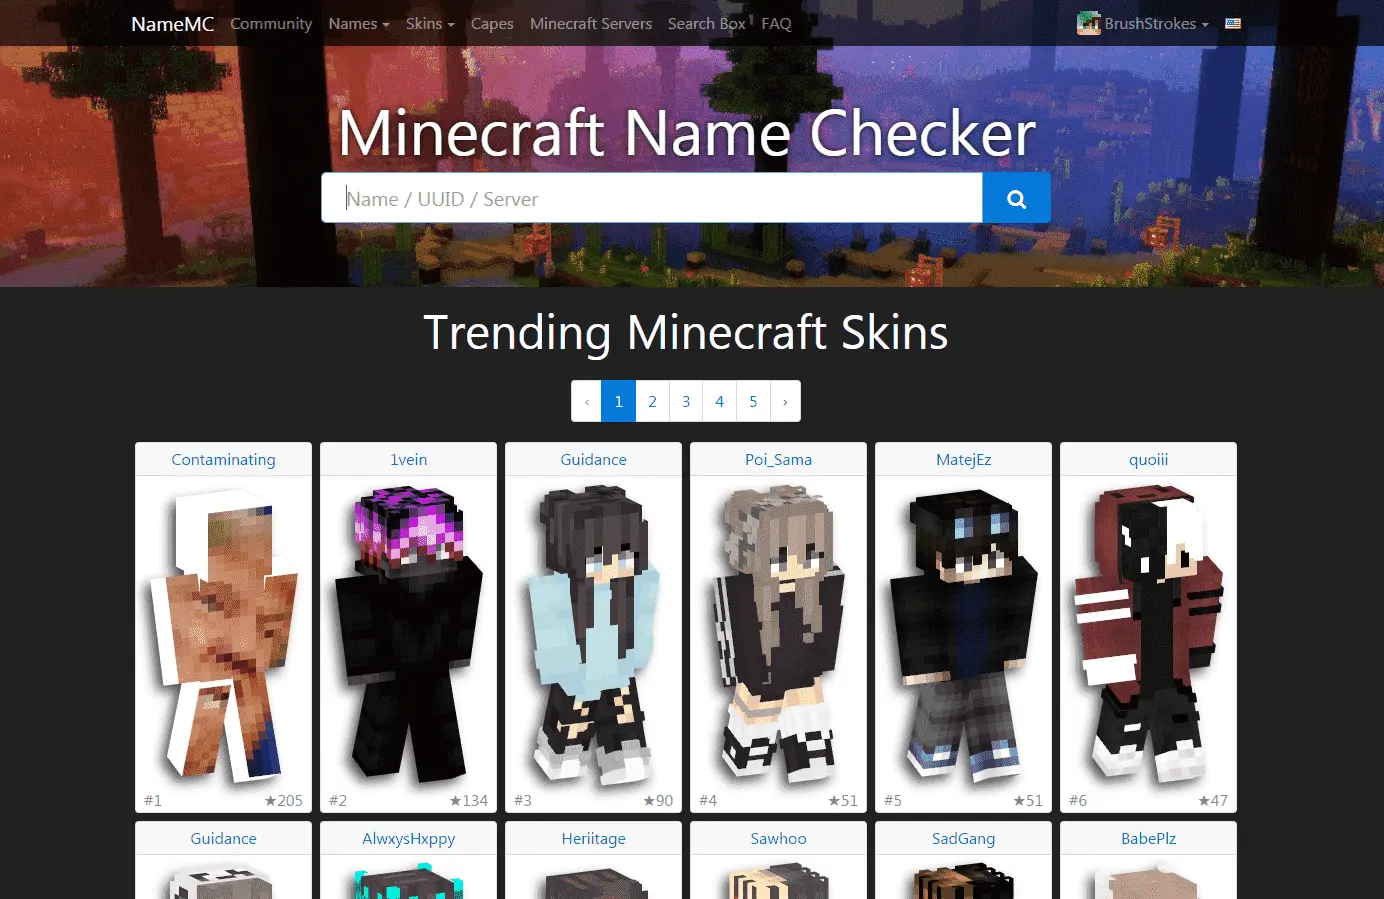 NameMC Community Names Skins Capes Minecraft Servers Search Box FAQ BrushStrokes
Minecraft Name Checker
Name / UUID / Server
Trending Minecraft Skins
‹ 1 2 3 4 5 ›
Contaminating 1vein Guidance Poi_Sama MatejEz quoiii
#1 ★205 #2 ★134 #3 ★90 #4 ★51 #5 ★51 #6 ★47
Guidance AlwxysHxppy Heriitage Sawhoo SadGang BabePlz